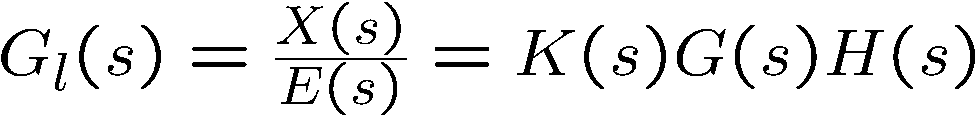 G_l(s) = \frac{X(s)}{E(s)} = K(s)G(s)H(s)